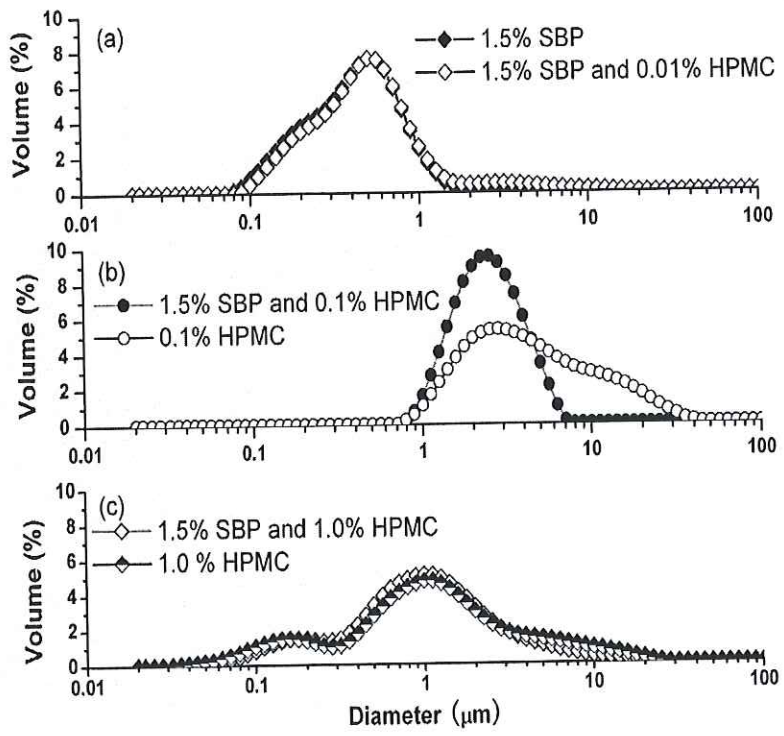 10
(a)
1.5% SBP
8
1.5% SBP and 0.01% HPMC
6
4
2
0
Volume (%)
0.01 0.1 1 10 100
10
(b)
8
1.5% SBP and 0.1% HPMC
6
0.1% HPMC
4
2
0
Volume (%)
0.01 0.1 1 10 100
10
(c)
8
1.5% SBP and 1.0% HPMC
6
1.0 % HPMC
4
2
0
Volume (%)
0.01 0.1 1 10 100
Diameter (μm)